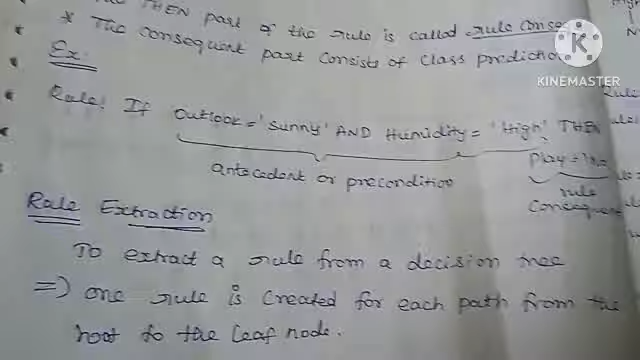 THEN part of the rule is called rule conse
* The consequent part consists of class prediction
Ex:
KINEMASTER
Rule: If outlook = 'sunny' AND Humidity = 'High' THEN
Play = 
antecedent or precondition
rule
consequent
Rule Extraction
To extract a rule from a decision tree
=) one rule is created for each path from the
root to the leaf node.